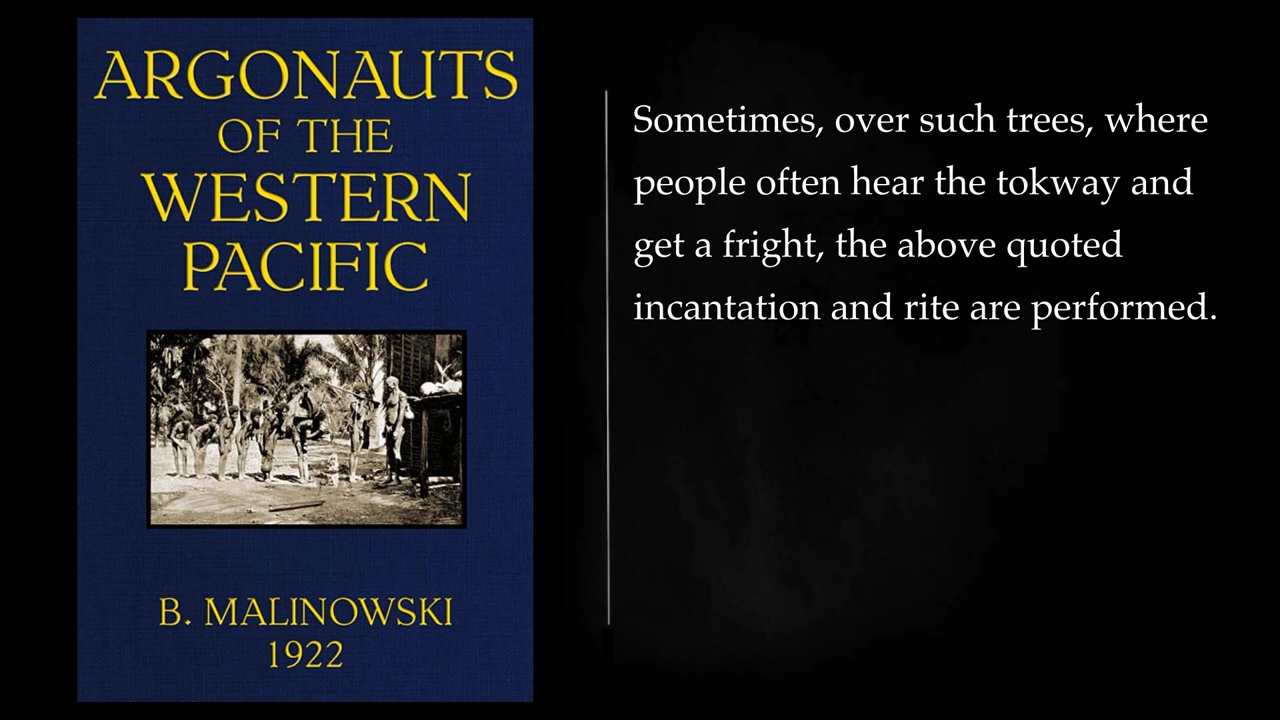 ARGONAUTS
OF THE
WESTERN
PACIFIC
B. MALINOWSKI
1922
Sometimes, over such trees, where
people often hear the tokway and
get a fright, the above quoted
incantation and rite are performed.